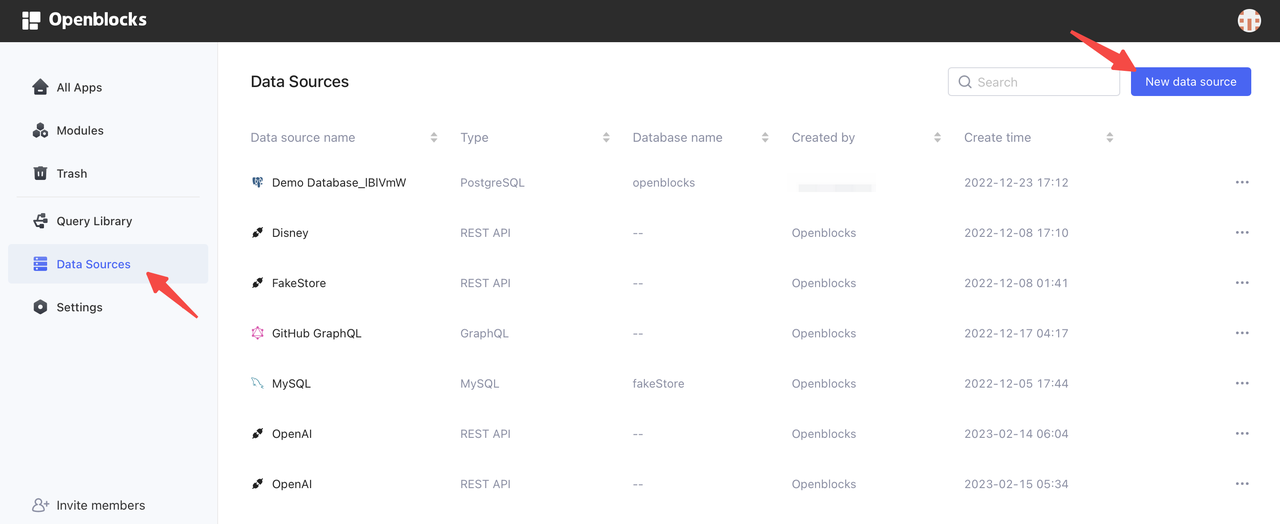 Openblocks
All Apps
Modules
Trash
Query Library
Data Sources
Settings
Invite members
Data Sources
Search
New data source
Data source name Type Database name Created by Create time
Demo Database_IBIVmW PostgreSQL openblocks 2022-12-23 17:12
Disney REST API -- Openblocks 2022-12-08 17:10
FakeStore REST API -- Openblocks 2022-12-08 01:41
GitHub GraphQL GraphQL -- Openblocks 2022-12-17 04:17
MySQL MySQL fakeStore Openblocks 2022-12-05 17:44
OpenAI REST API -- Openblocks 2023-02-14 06:04
OpenAI REST API -- Openblocks 2023-02-15 05:34